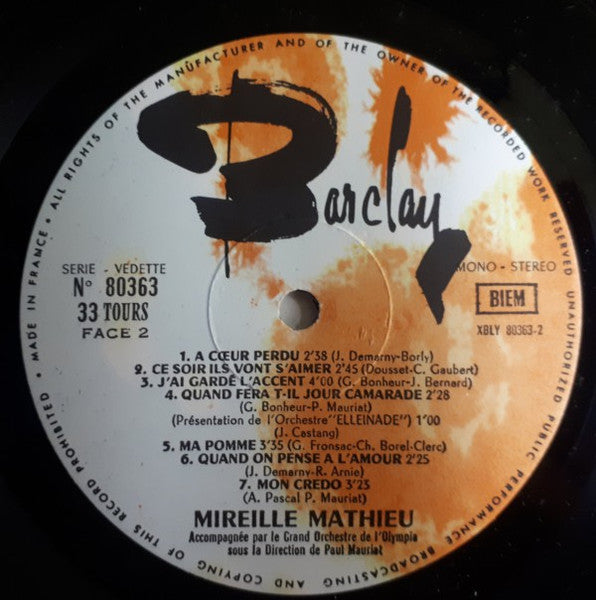 • MADE IN FRANCE • ALL RIGHTS OF THE MANUFACTURER AND OF THE OWNER OF THE RECORDED WORK RESERVED UNAUTHORIZED PUBLIC PERFORMANCE BROADCASTING AND COPYING OF THIS RECORD PROHIBITED
Barclay
SERIE - VEDETTE
N° 80363
33 TOURS
FACE 2
MONO - STEREO
BIEM
XBLY 80363-2
1. A CŒUR PERDU 2'38 (J. Demarny-Borly)
2. CE SOIR ILS VONT S'AIMER 2'45 (Dousset-C. Gaubert)
3. J'AI GARDÉ L'ACCENT 4'00 (G. Bonheur-J. Bernard)
4. QUAND FERA T-IL JOUR CAMARADE 2'28
(G. Bonheur-P. Mauriat)
(Présentation de l'Orchestre "ELLEINADE") 1'00
(J. Castang)
5. MA POMME 3'35 (G. Fronsac-Ch. Borel-Clerc)
6. QUAND ON PENSE A L'AMOUR 2'25
(J. Demarny-R. Arnie)
7. MON CREDO 3'23
(A. Pascal P. Mauriat)
MIREILLE MATHIEU
Accompagnée par le Grand Orchestre de l'Olympia
sous la Direction de Paul Mauriat